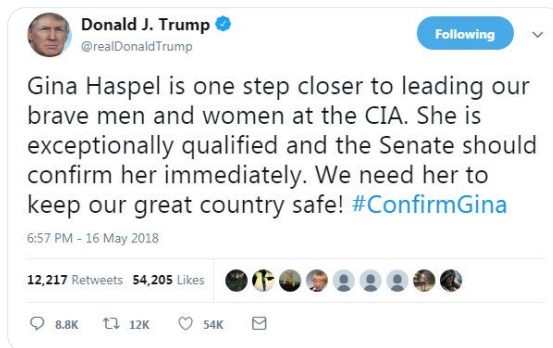 Donald J. Trump
@realDonaldTrump
Following
Gina Haspel is one step closer to leading our
brave men and women at the CIA. She is
exceptionally qualified and the Senate should
confirm her immediately. We need her to
keep our great country safe! #ConfirmGina
6:57 PM - 16 May 2018
12,217 Retweets 54,205 Likes
8.8K 12K 54K